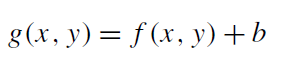 g(x, y) = f(x, y) + b